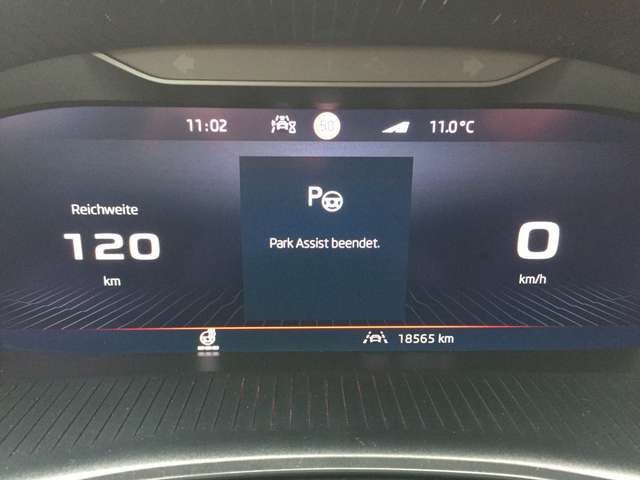 11:02 50 11.0 °C
Reichweite
120
km
P
Park Assist beendet.
0
km/h
18565 km